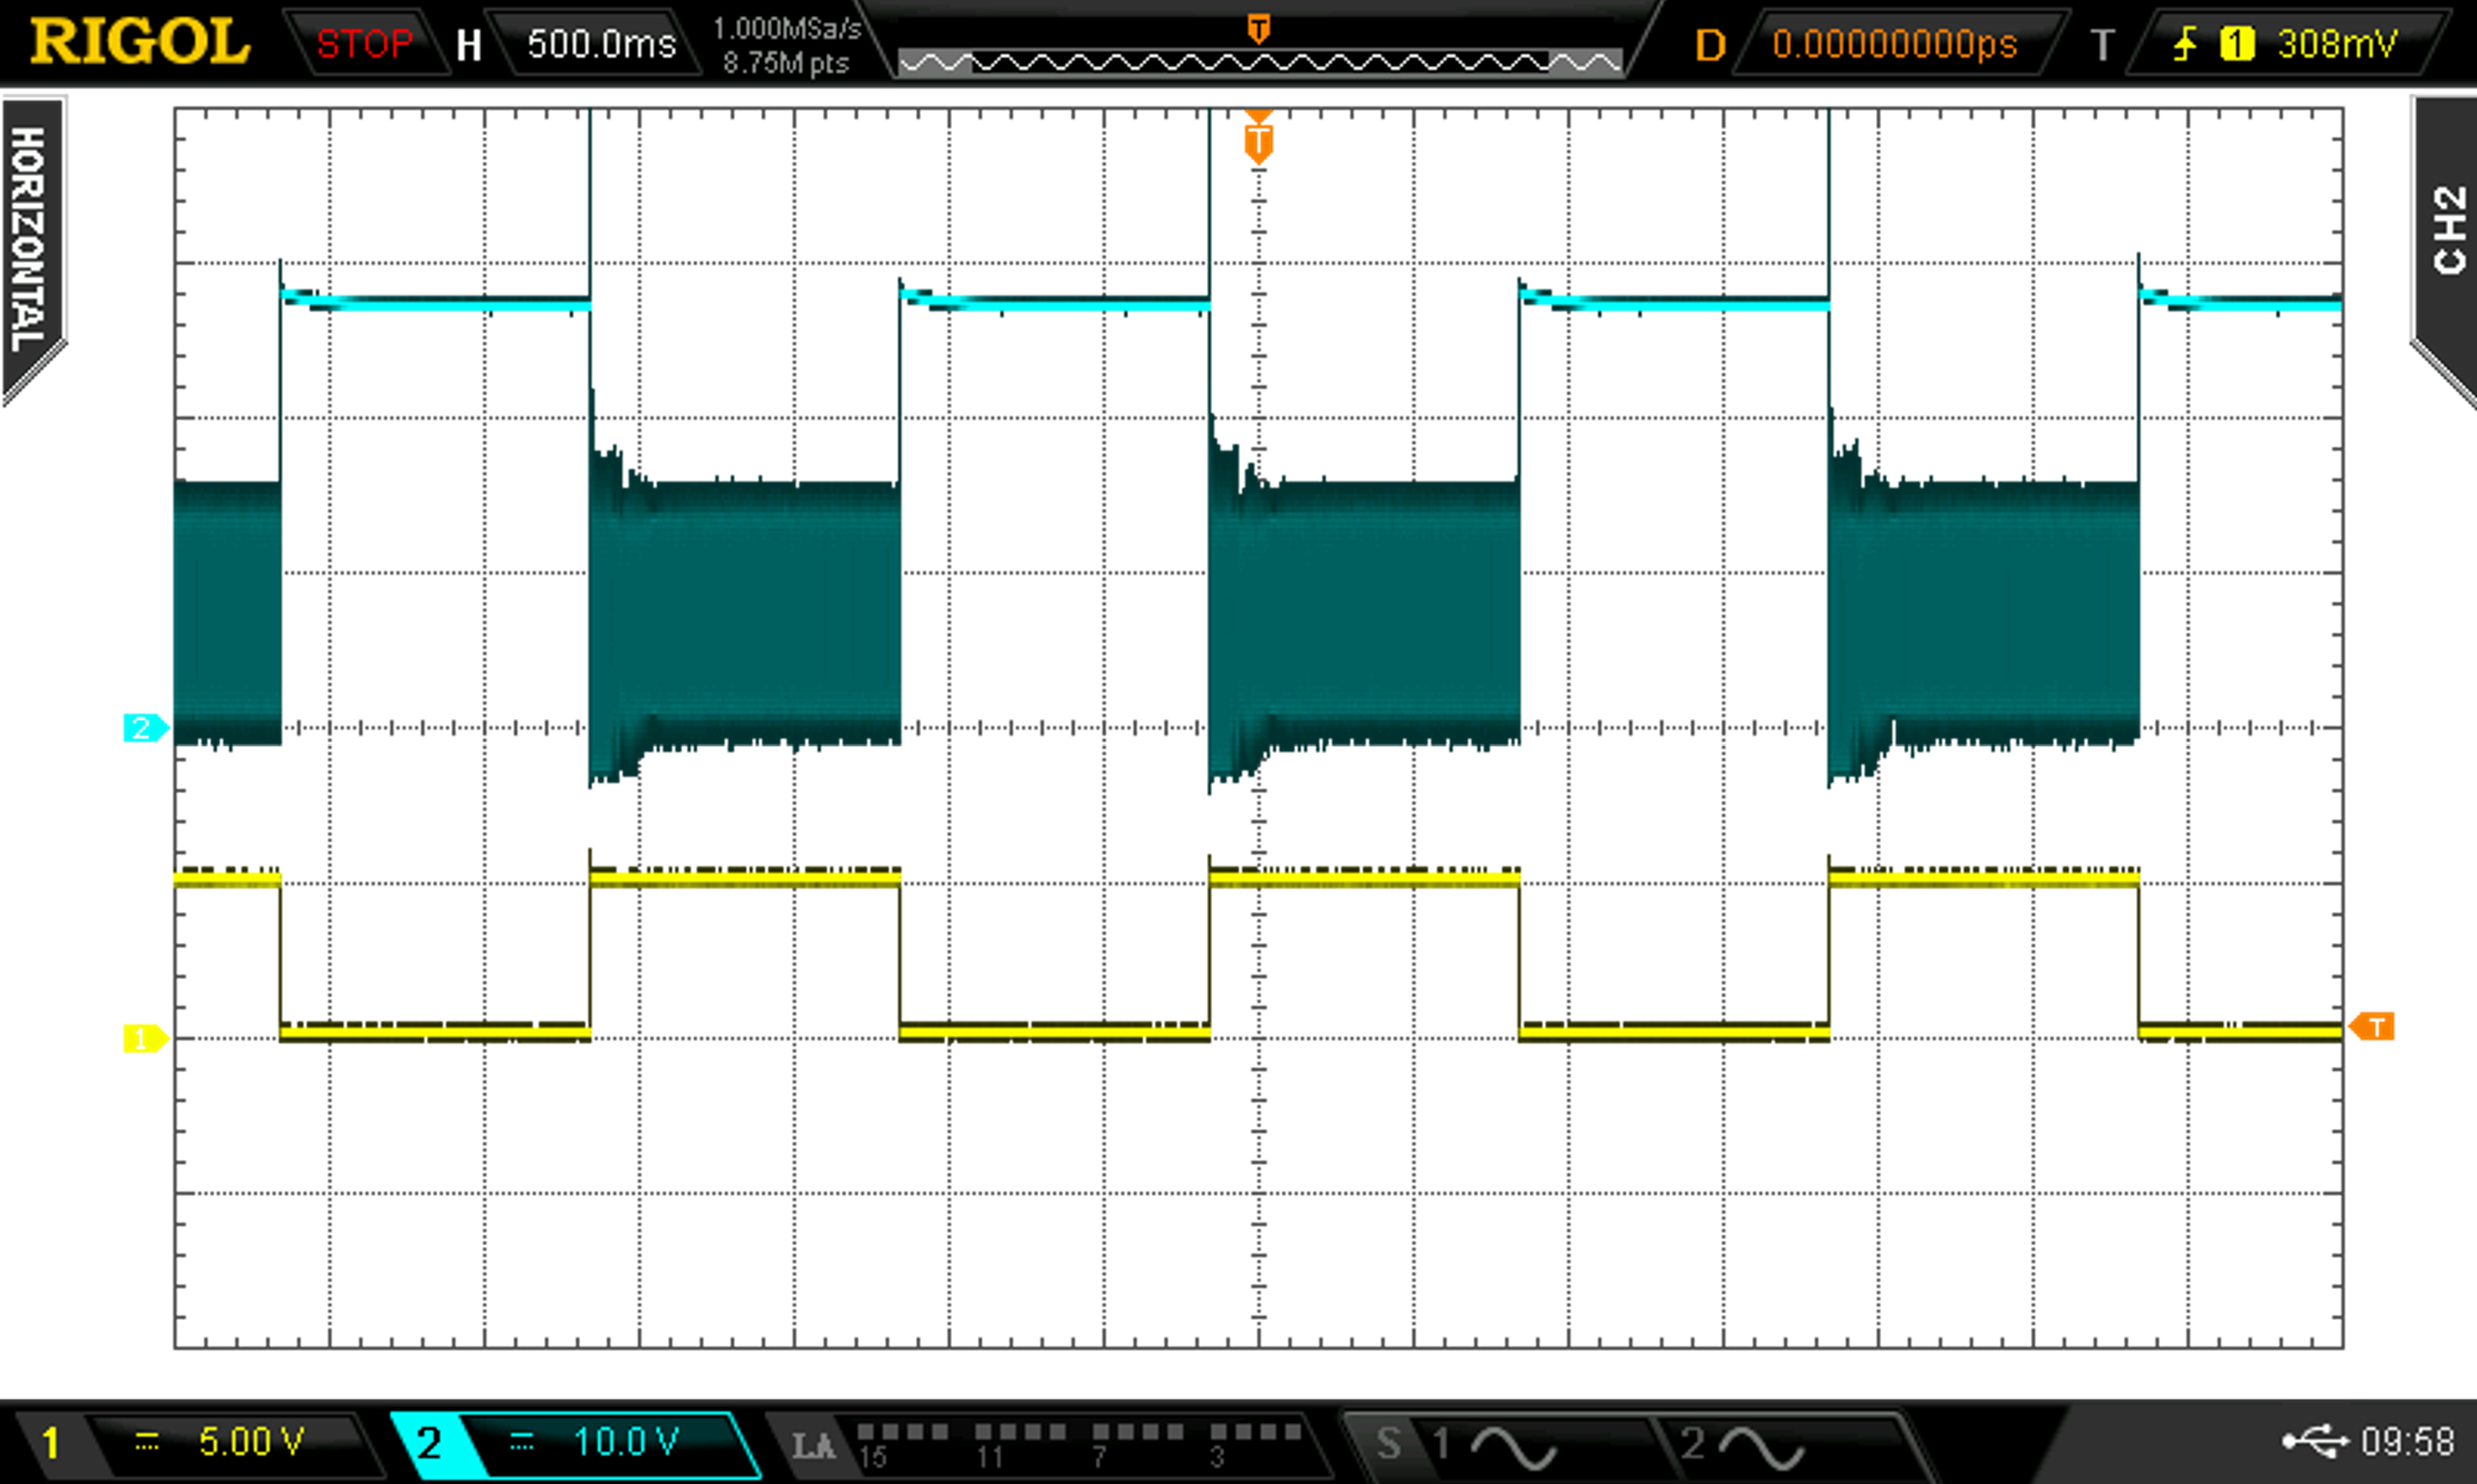 RIGOL STOP H 500.0ms 1.000MSa/s D 0.00000000ps T 1 308mV
8.75M pts
T
HORIZONTAL
CH2
T
2
1
T
1 5.00 V 2 10.0 V LA 15 11 7 3 S 1 2 09:58